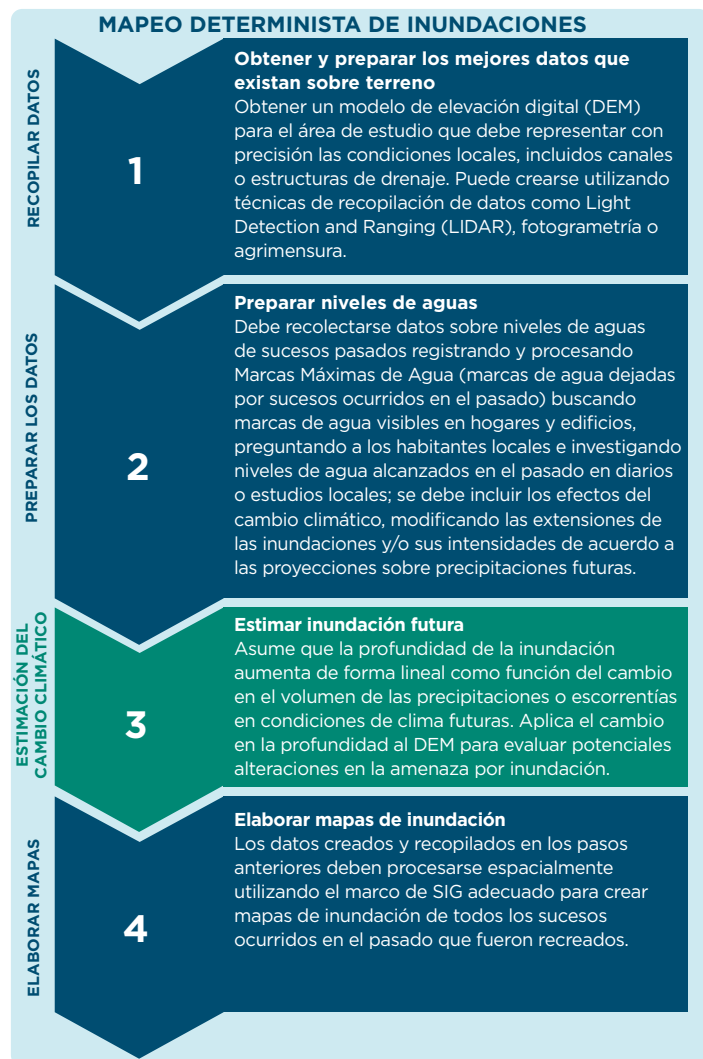 MAPEO DETERMINISTA DE INUNDACIONES
RECOPILAR DATOS
1
Obtener y preparar los mejores datos que
existan sobre terreno
Obtener un modelo de elevación digital (DEM)
para el área de estudio que debe representar con
precisión las condiciones locales, incluidos canales
o estructuras de drenaje. Puede crearse utilizando
técnicas de recopilación de datos como Light
Detection and Ranging (LIDAR), fotogrametría o
agrimensura.
PREPARAR LOS DATOS
2
Preparar niveles de aguas
Debe recolectarse datos sobre niveles de aguas
de sucesos pasados registrando y procesando
Marcas Máximas de Agua (marcas de agua dejadas
por sucesos ocurridos en el pasado) buscando
marcas de agua visibles en hogares y edificios,
preguntando a los habitantes locales e investigando
niveles de agua alcanzados en el pasado en diarios
o estudios locales; se debe incluir los efectos del
cambio climático, modificando las extensiones de
las inundaciones y/o sus intensidades de acuerdo a
las proyecciones sobre precipitaciones futuras.
ESTIMACIÓN DEL
CAMBIO CLIMÁTICO
3
Estimar inundación futura
Asume que la profundidad de la inundación
aumenta de forma lineal como función del cambio
en el volumen de las precipitaciones o escorrentías
en condiciones de clima futuras. Aplica el cambio
en la profundidad al DEM para evaluar potenciales
alteraciones en la amenaza por inundación.
ELABORAR MAPAS
4
Elaborar mapas de inundación
Los datos creados y recopilados en los pasos
anteriores deben procesarse espacialmente
utilizando el marco de SIG adecuado para crear
mapas de inundación de todos los sucesos
ocurridos en el pasado que fueron recreados.